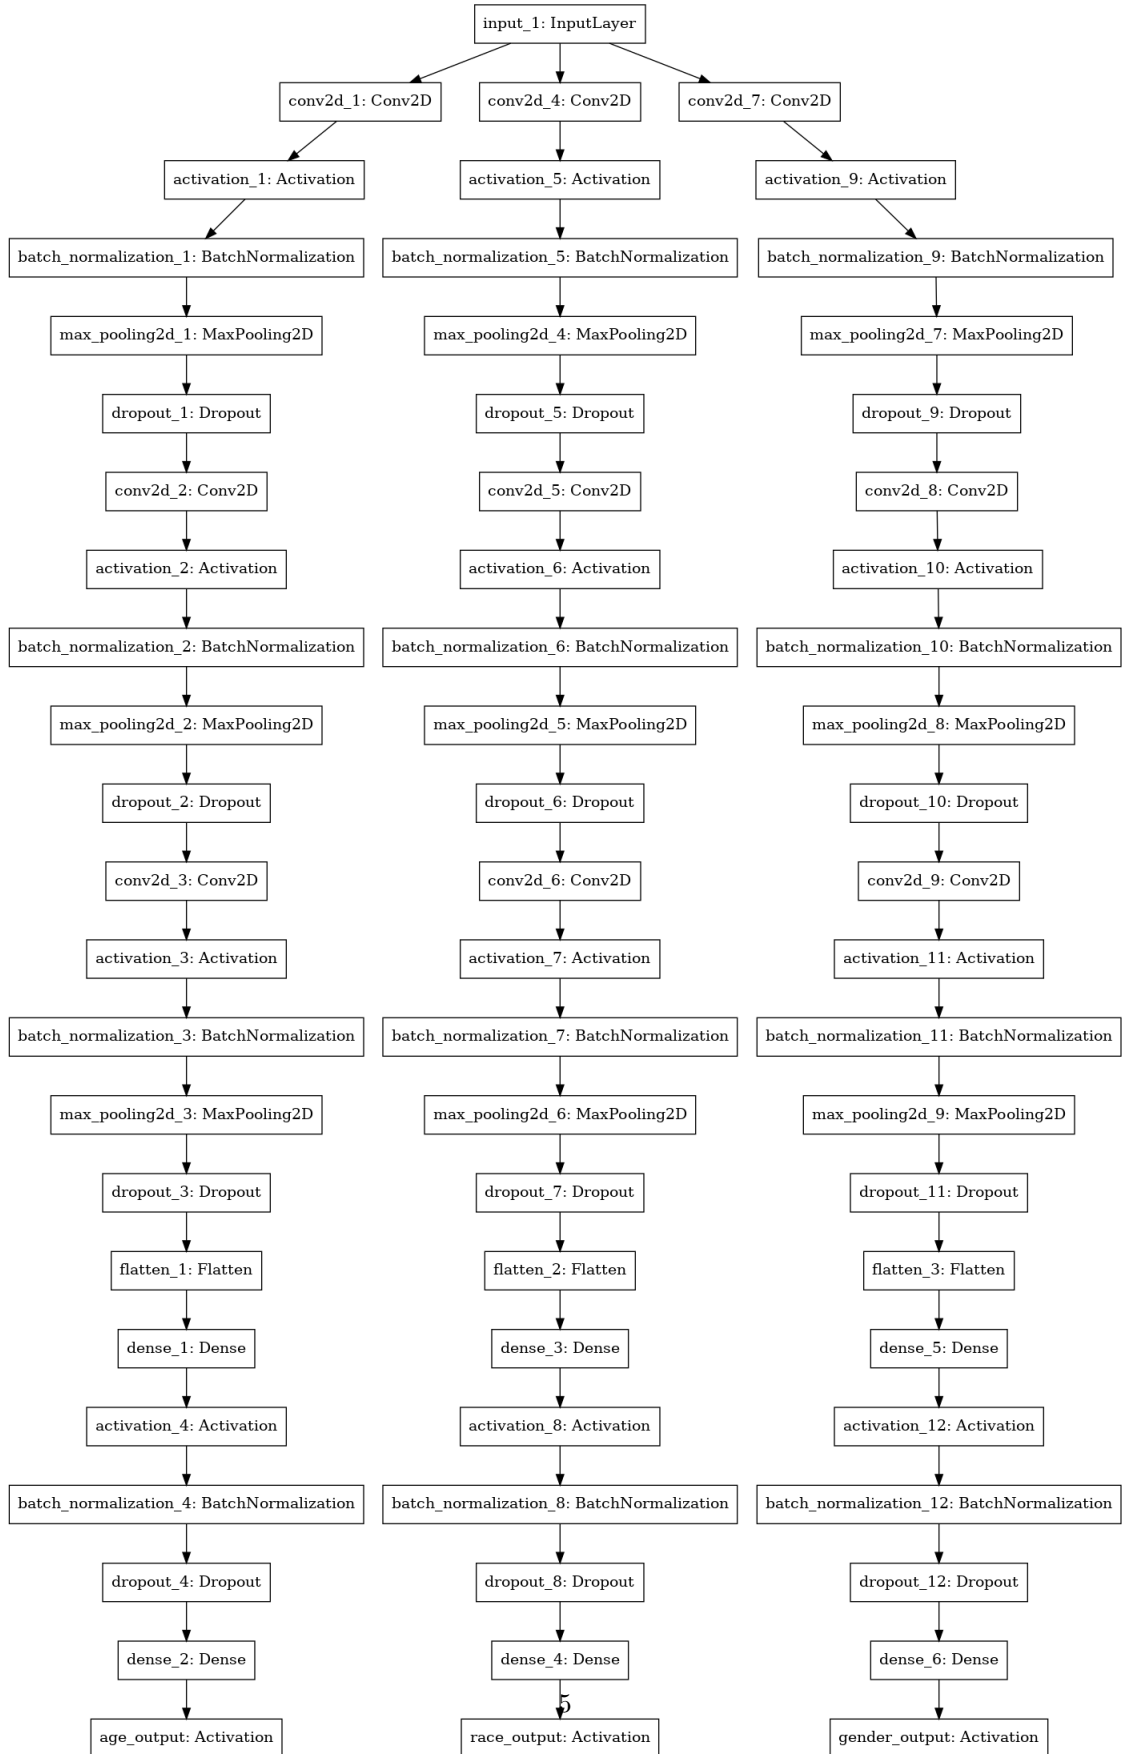 input_1: InputLayer
conv2d_1: Conv2D
conv2d_4: Conv2D
conv2d_7: Conv2D
activation_1: Activation
activation_5: Activation
activation_9: Activation
batch_normalization_1: BatchNormalization
batch_normalization_5: BatchNormalization
batch_normalization_9: BatchNormalization
max_pooling2d_1: MaxPooling2D
max_pooling2d_4: MaxPooling2D
max_pooling2d_7: MaxPooling2D
dropout_1: Dropout
dropout_5: Dropout
dropout_9: Dropout
conv2d_2: Conv2D
conv2d_5: Conv2D
conv2d_8: Conv2D
activation_2: Activation
activation_6: Activation
activation_10: Activation
batch_normalization_2: BatchNormalization
batch_normalization_6: BatchNormalization
batch_normalization_10: BatchNormalization
max_pooling2d_2: MaxPooling2D
max_pooling2d_5: MaxPooling2D
max_pooling2d_8: MaxPooling2D
dropout_2: Dropout
dropout_6: Dropout
dropout_10: Dropout
conv2d_3: Conv2D
conv2d_6: Conv2D
conv2d_9: Conv2D
activation_3: Activation
activation_7: Activation
activation_11: Activation
batch_normalization_3: BatchNormalization
batch_normalization_7: BatchNormalization
batch_normalization_11: BatchNormalization
max_pooling2d_3: MaxPooling2D
max_pooling2d_6: MaxPooling2D
max_pooling2d_9: MaxPooling2D
dropout_3: Dropout
dropout_7: Dropout
dropout_11: Dropout
flatten_1: Flatten
flatten_2: Flatten
flatten_3: Flatten
dense_1: Dense
dense_3: Dense
dense_5: Dense
activation_4: Activation
activation_8: Activation
activation_12: Activation
batch_normalization_4: BatchNormalization
batch_normalization_8: BatchNormalization
batch_normalization_12: BatchNormalization
dropout_4: Dropout
dropout_8: Dropout
dropout_12: Dropout
dense_2: Dense
dense_4: Dense
dense_6: Dense
5
age_output: Activation
race_output: Activation
gender_output: Activation